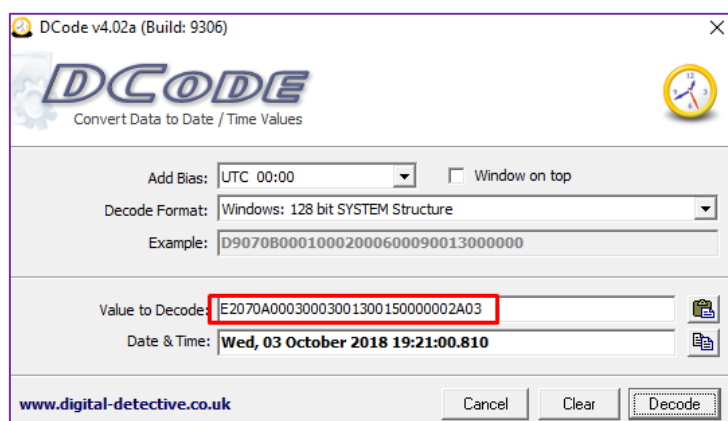 DCode v4.02a (Build: 9306)
DCODE
Convert Data to Date / Time Values
Add Bias: UTC 00:00 Window on top
Decode Format: Windows: 128 bit SYSTEM Structure
Example: D9070B00010002000600090013000000
Value to Decode: E2070A00030003001300150000002A03
Date & Time: Wed, 03 October 2018 19:21:00.810
www.digital-detective.co.uk Cancel Clear Decode